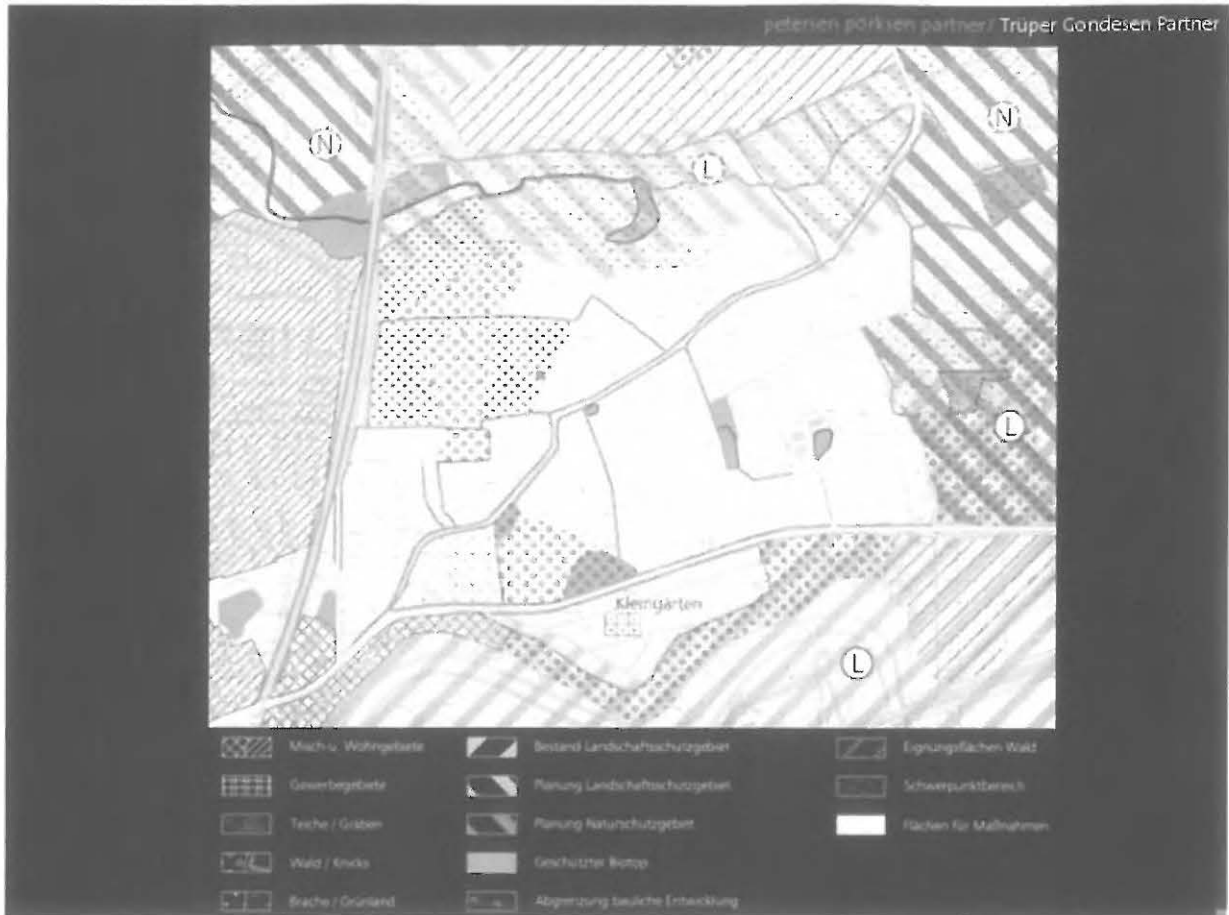 petersen pörksen partner / Trüper Gondesen Partner
N
N
L
L
Kleingärten
L
Misch-u. Wohngebiete
Bestand Landschaftsschutzgebiet
Eignungsflächen Wald
Gewerbegebiete
Planung Landschaftsschutzgebiet
Schwerpunktbereich
Teiche / Gräben
Planung Naturschutzgebiet
Flächen für Maßnahmen
Wald / Knicks
Geschützter Biotop
Brache / Grünland
Abgrenzung bauliche Entwicklung